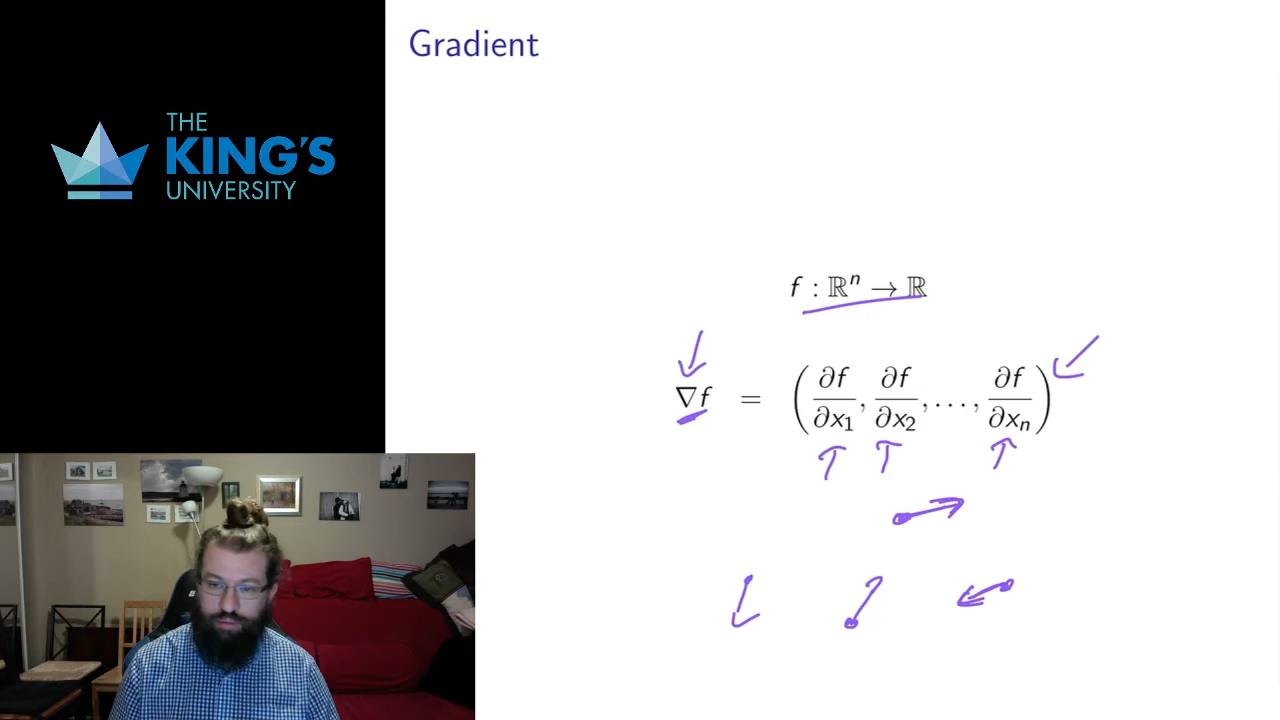 THE
KING'S
UNIVERSITY
Gradient
f : ℝⁿ → ℝ
∇f = (∂f/∂x₁, ∂f/∂x₂, . . . , ∂f/∂xₙ)